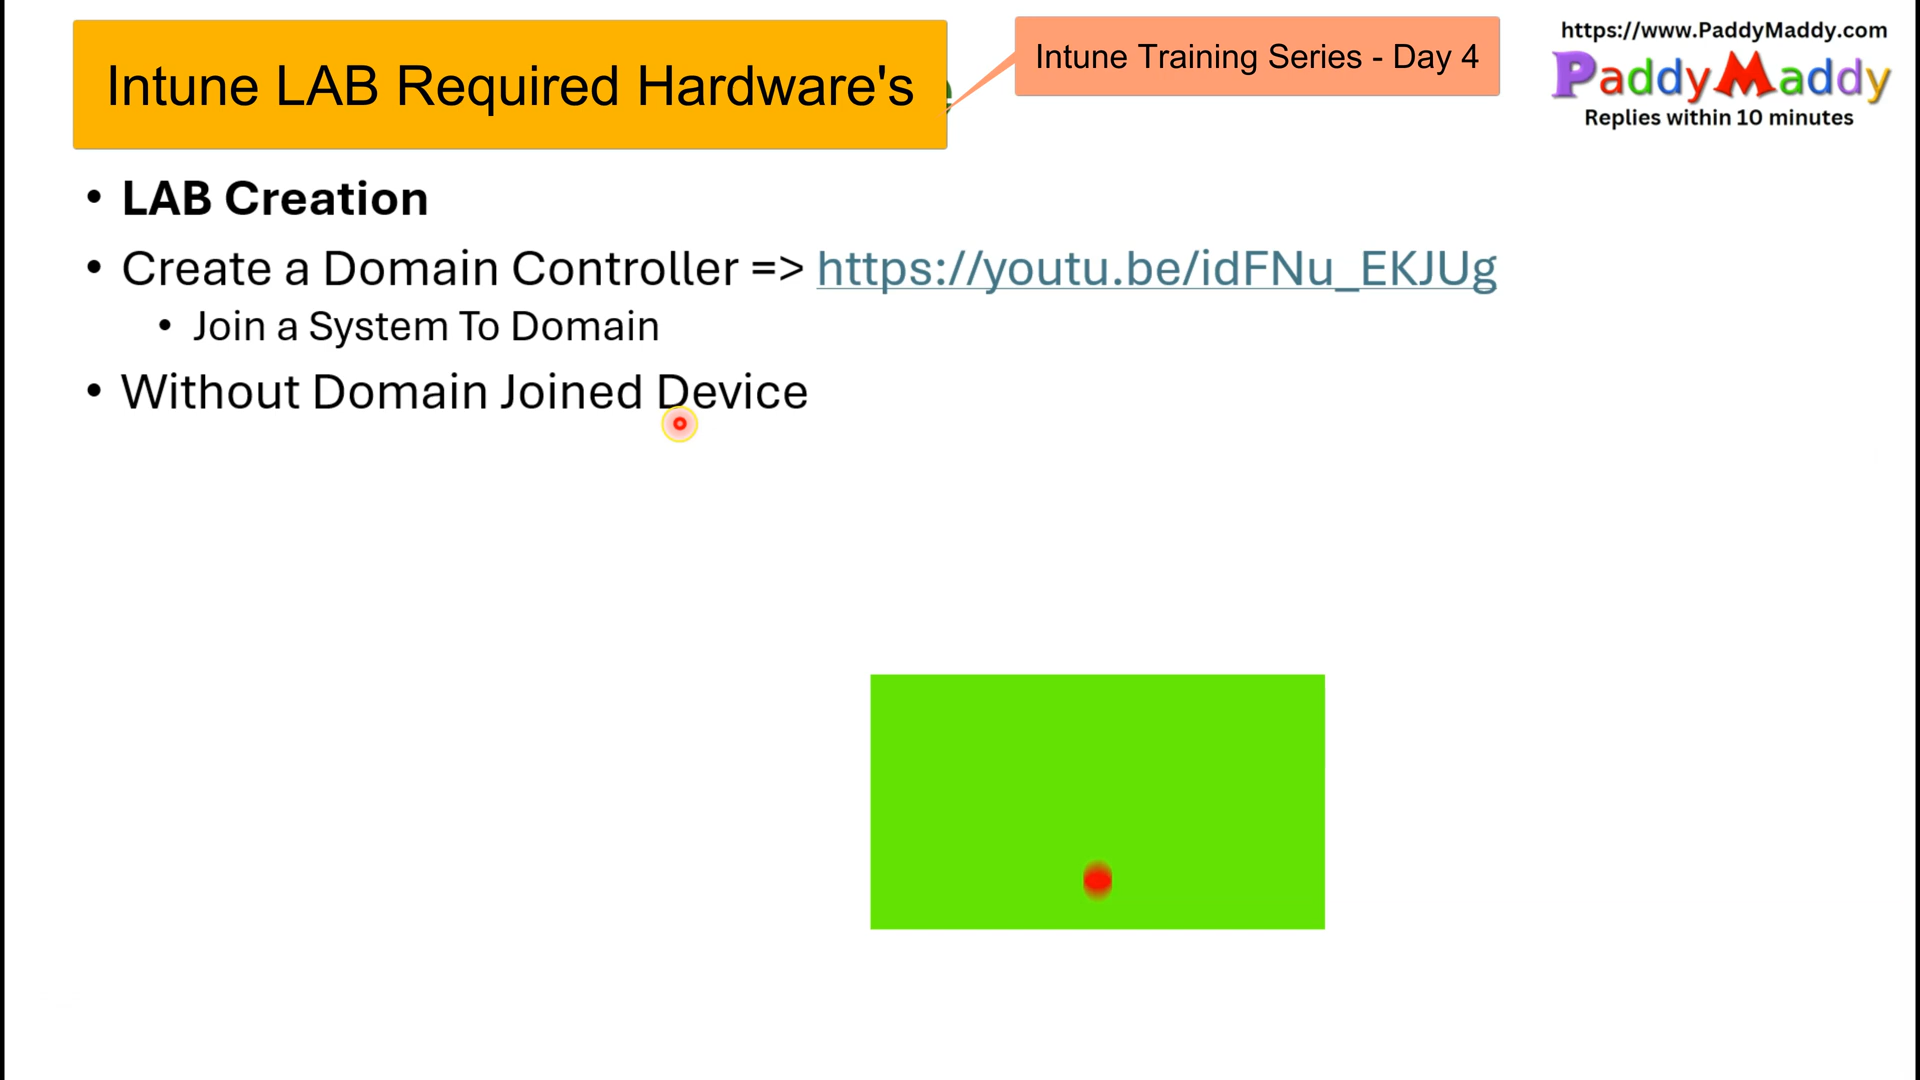 Intune LAB Required Hardware's
Intune Training Series - Day 4
https://www.PaddyMaddy.com
PaddyMaddy
Replies within 10 minutes
• LAB Creation
• Create a Domain Controller => https://youtu.be/idFNu_EKJUg
• Join a System To Domain
• Without Domain Joined Device